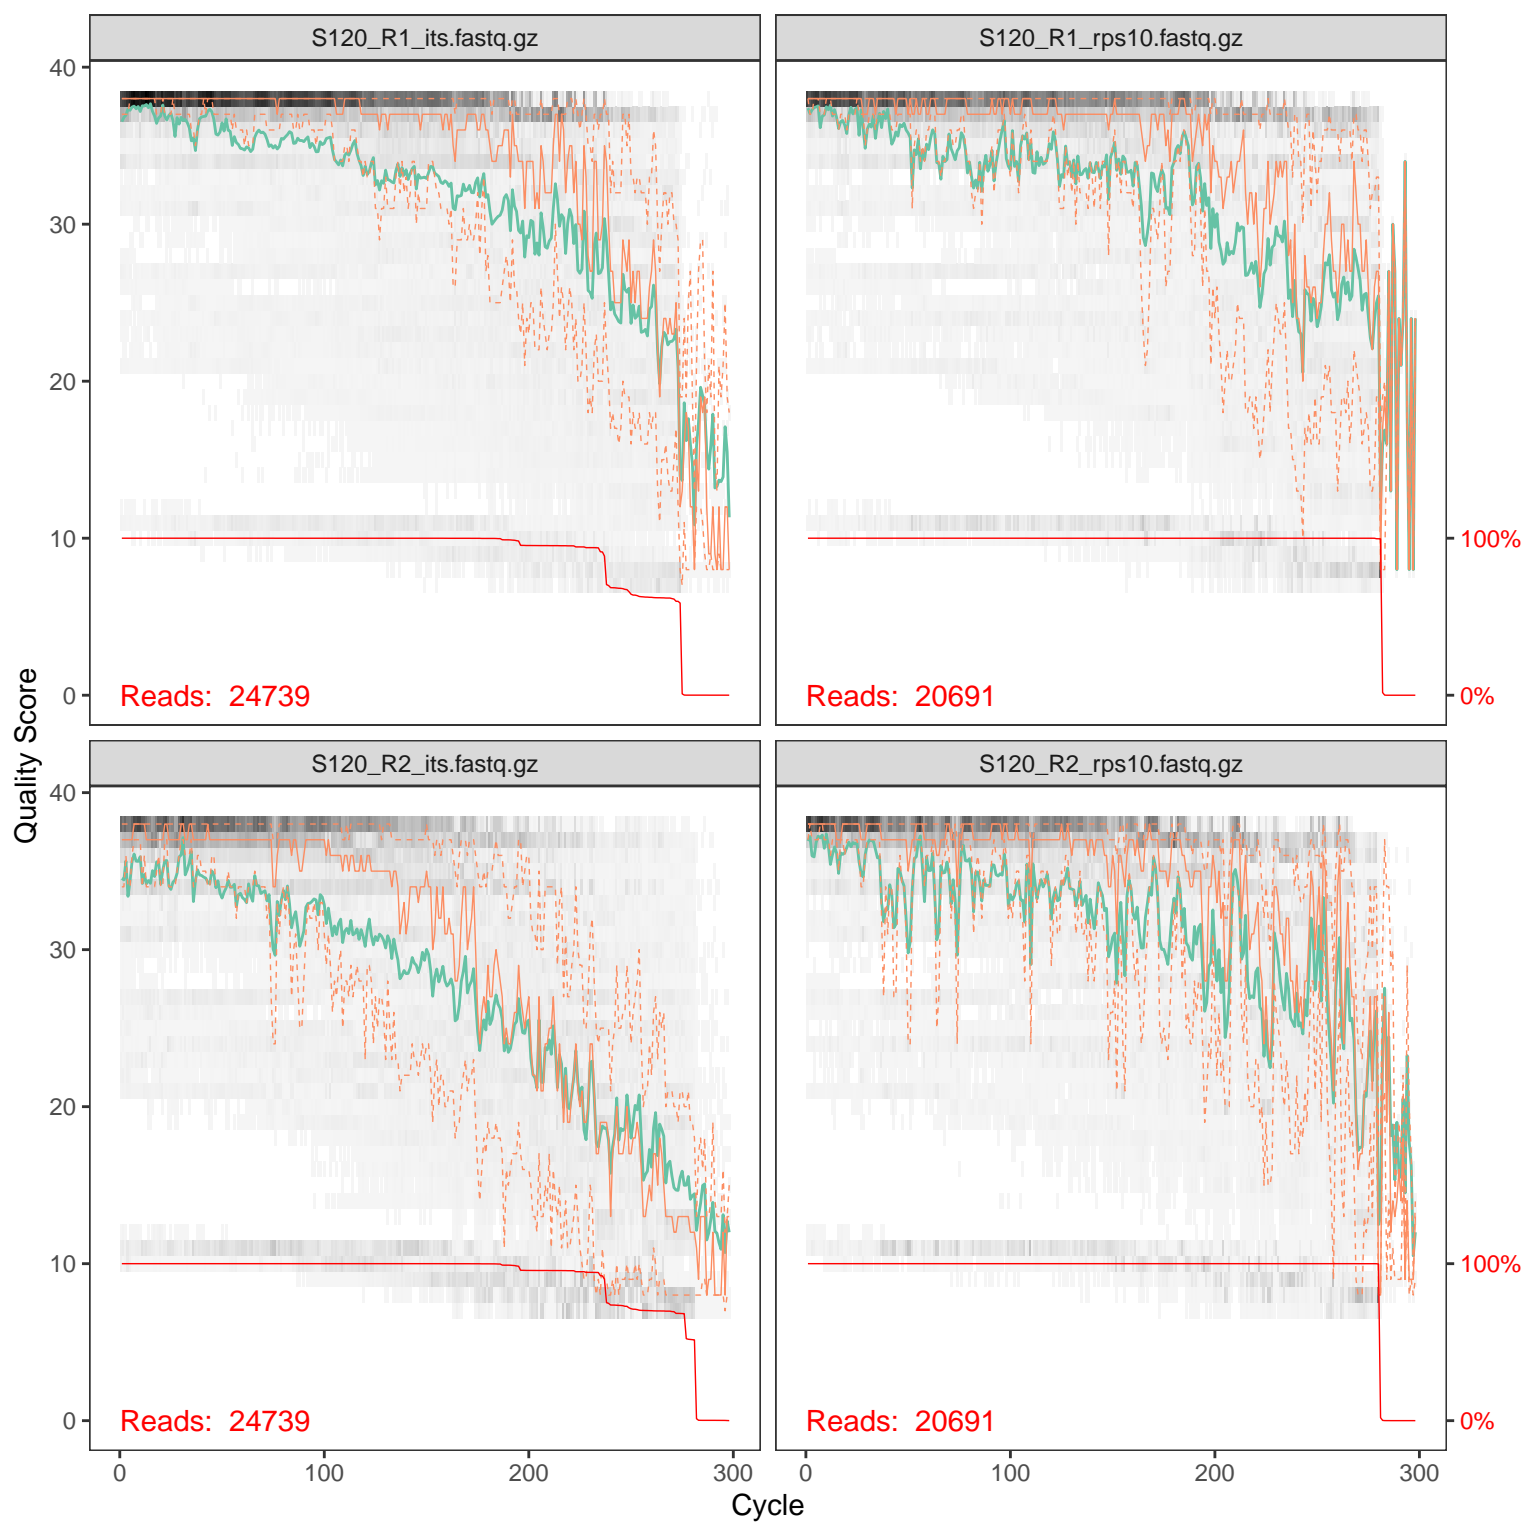 S120_R1_its.fastq.gz
S120_R1_rps10.fastq.gz
40
30
20
10
0
Reads: 24739
Reads: 20691
100%
0%
Quality Score
S120_R2_its.fastq.gz
S120_R2_rps10.fastq.gz
40
30
20
10
0
Reads: 24739
Reads: 20691
100%
0%
0 100 200 300
0 100 200 300
Cycle